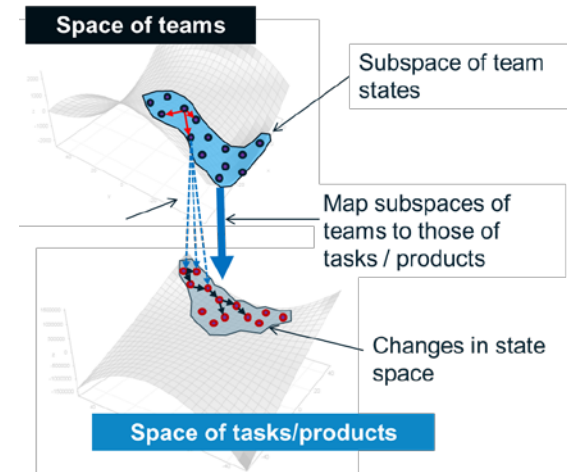 Space of teams
Subspace of team
states
Map subspaces of
teams to those of
tasks / products
Changes in state
space
Space of tasks/products